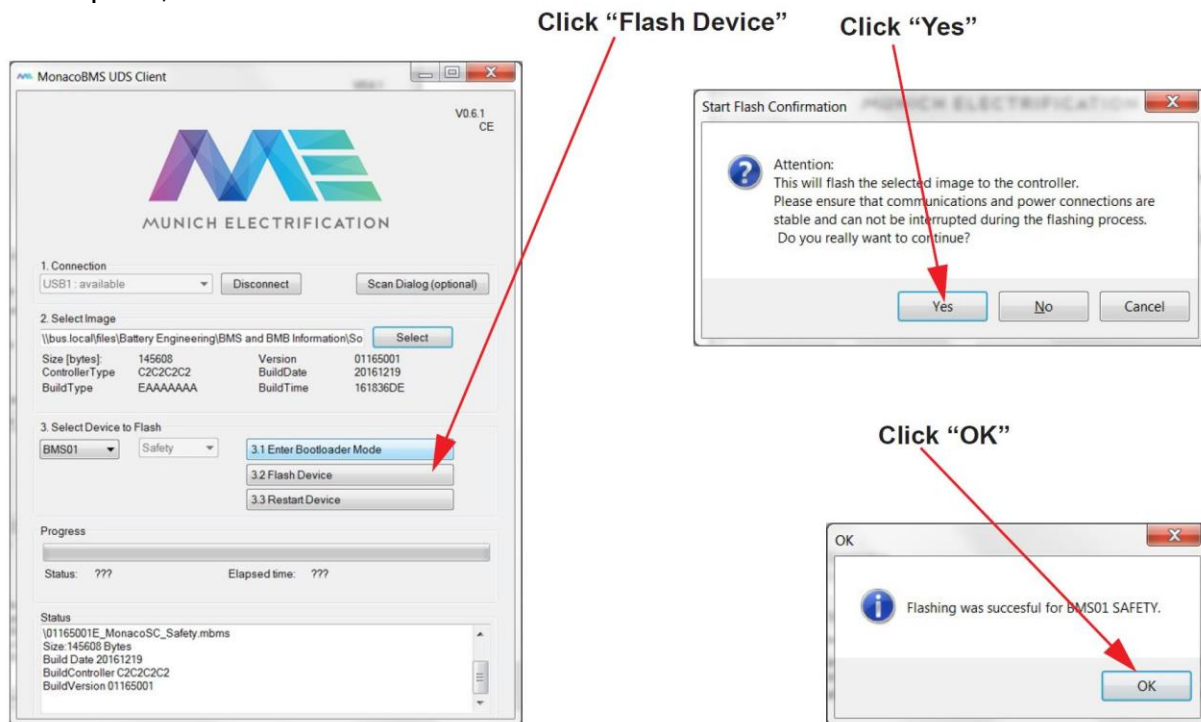 Click “Flash Device”
Click “Yes”
MonacoBMS UDS Client
V0.6.1
CE
MUNICH ELECTRIFICATION
1. Connection
USB1 : available
Disconnect
Scan Dialog (optional)
2. Select Image
\\bus.local\files\Battery Engineering\BMS and BMB Information\So
Select
Size [bytes]: 145608 Version 01165001
ControllerType C2C2C2C2 BuildDate 20161219
BuildType EAAAAAAA BuildTime 161836DE
3. Select Device to Flash
BMS01
Safety
3.1 Enter Bootloader Mode
3.2 Flash Device
3.3 Restart Device
Progress
Status: ??? Elapsed time: ???
Status
\01165001E_MonacoSC_Safety.mbms
Size:145608 Bytes
Build Date 20161219
BuildController C2C2C2C2
BuildVersion 01165001
Start Flash Confirmation
Attention:
This will flash the selected image to the controller.
Please ensure that communications and power connections are
stable and can not be interrupted during the flashing process.
Do you really want to continue?
Yes
No
Cancel
Click “OK”
OK
Flashing was succesful for BMS01 SAFETY.
OK